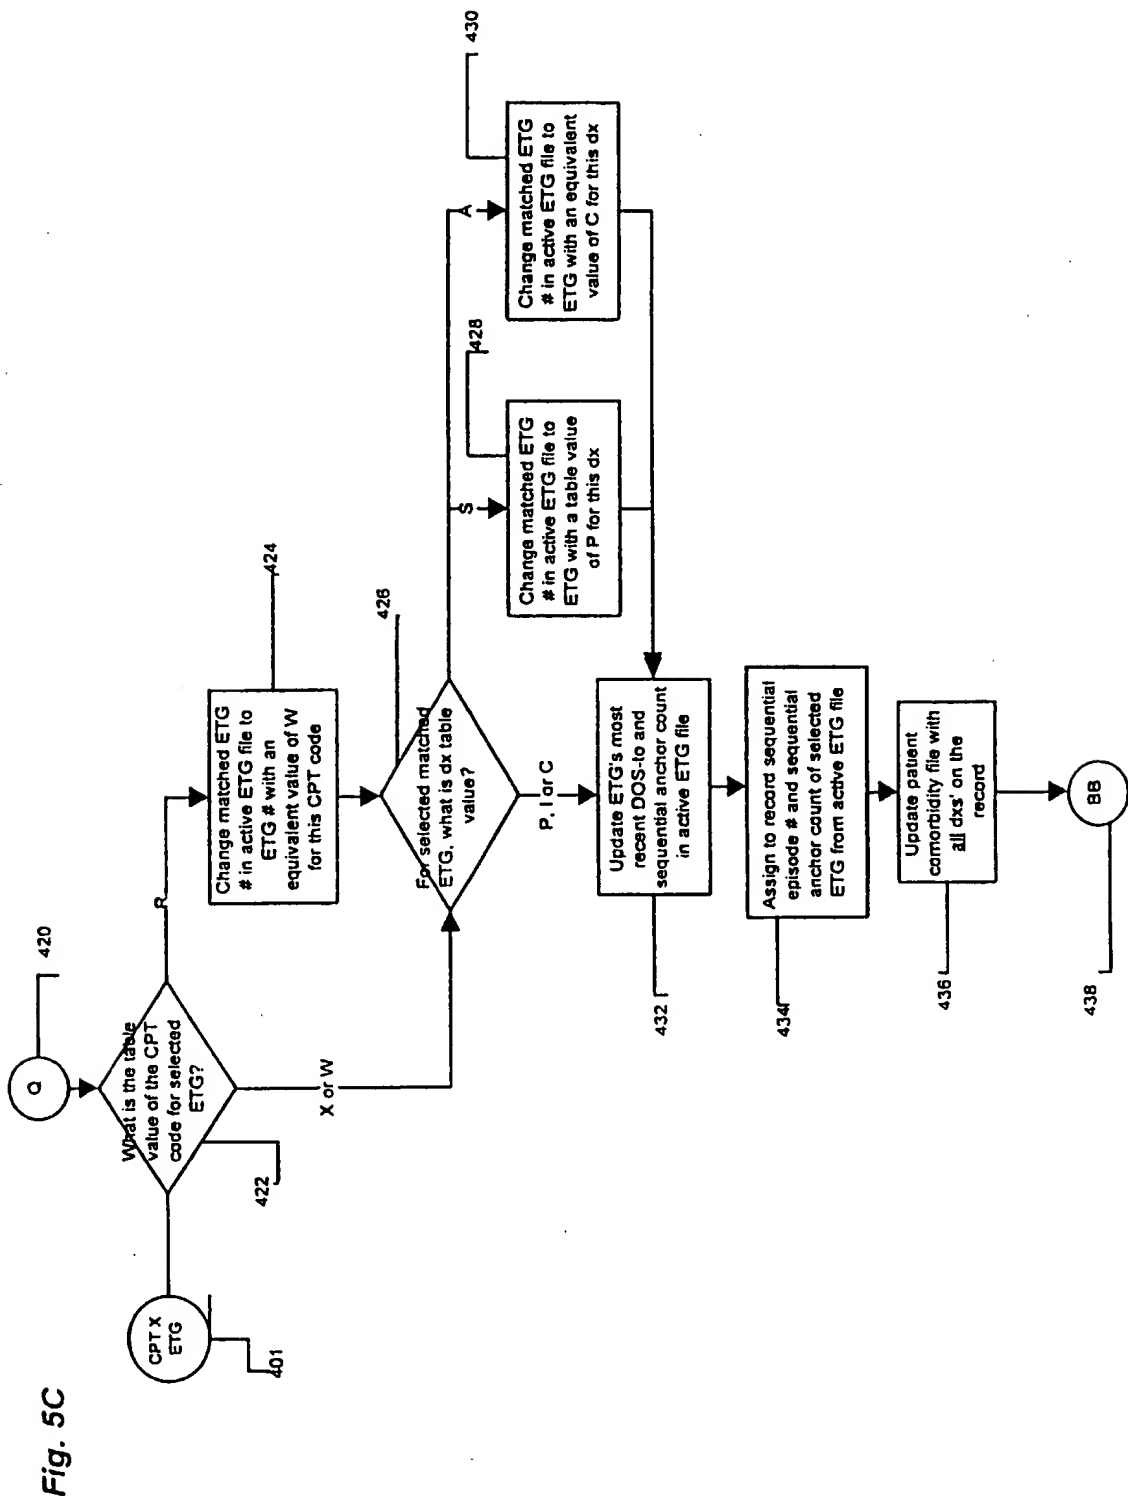 Fig. 5C
Q
420
CPT X
ETG
401
What is the table
value of the CPT
code for selected
ETG?
422
R
X or W
Change matched ETG
# in active ETG file to
ETG # with an
equivalent value of W
for this CPT code
424
For selected matched
ETG, what is dx table
value?
426
S
A
P, I or C
Change matched ETG
# in active ETG file to
ETG with a table value
of P for this dx
428
Change matched ETG
# in active ETG file to
ETG with an equivalent
value of C for this dx
430
Update ETG's most
recent DOS-to and
sequential anchor count
in active ETG file
432
Assign to record sequential
episode # and sequential
anchor count of selected
ETG from active ETG file
434
Update patient
comorbidity file with
all dxs' on the
record
436
BB
438